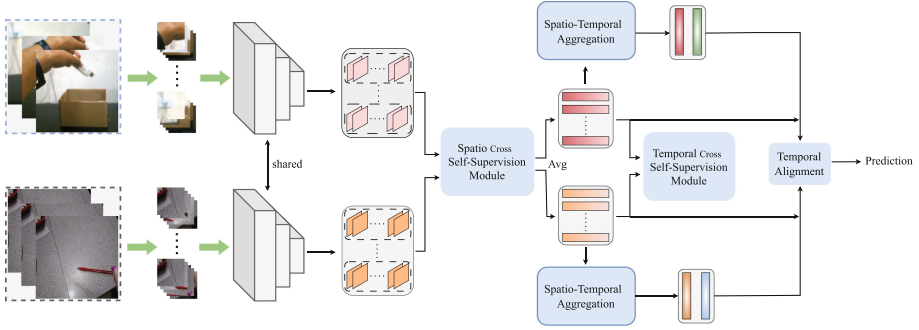 Spatio-Temporal
Aggregation
shared
Spatio Cross
Self-Supervision
Module
Avg
Temporal Cross
Self-Supervision
Module
Temporal
Alignment
Prediction
Spatio-Temporal
Aggregation